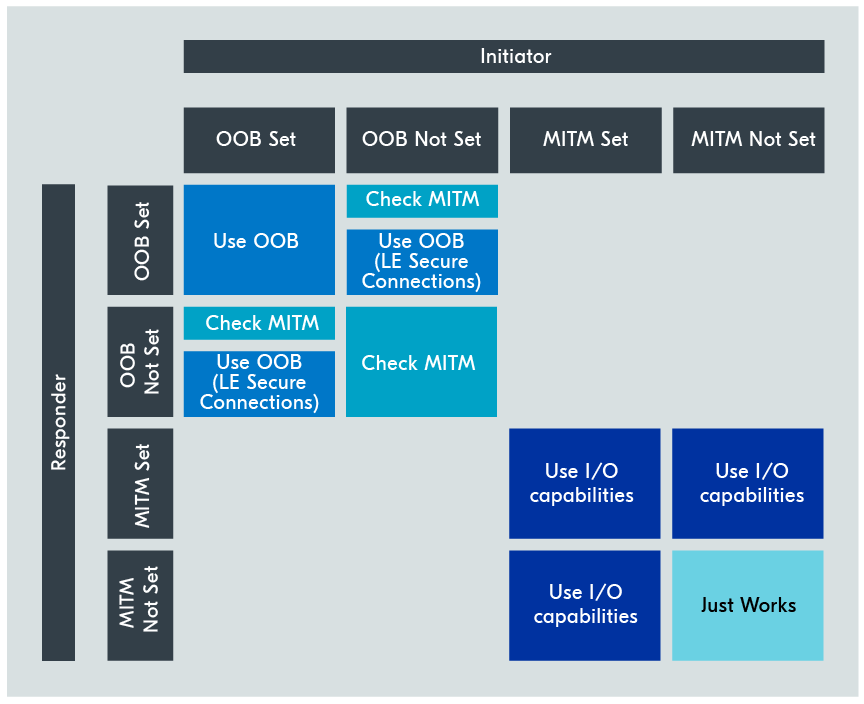 Initiator
OOB Set
OOB Not Set
MITM Set
MITM Not Set
Responder
OOB Set
Use OOB
Check MITM
Use OOB
(LE Secure
Connections)
OOB
Not Set
Check MITM
Use OOB
(LE Secure
Connections)
Check MITM
MITM Set
Use I/O
capabilities
Use I/O
capabilities
MITM
Not Set
Use I/O
capabilities
Just Works